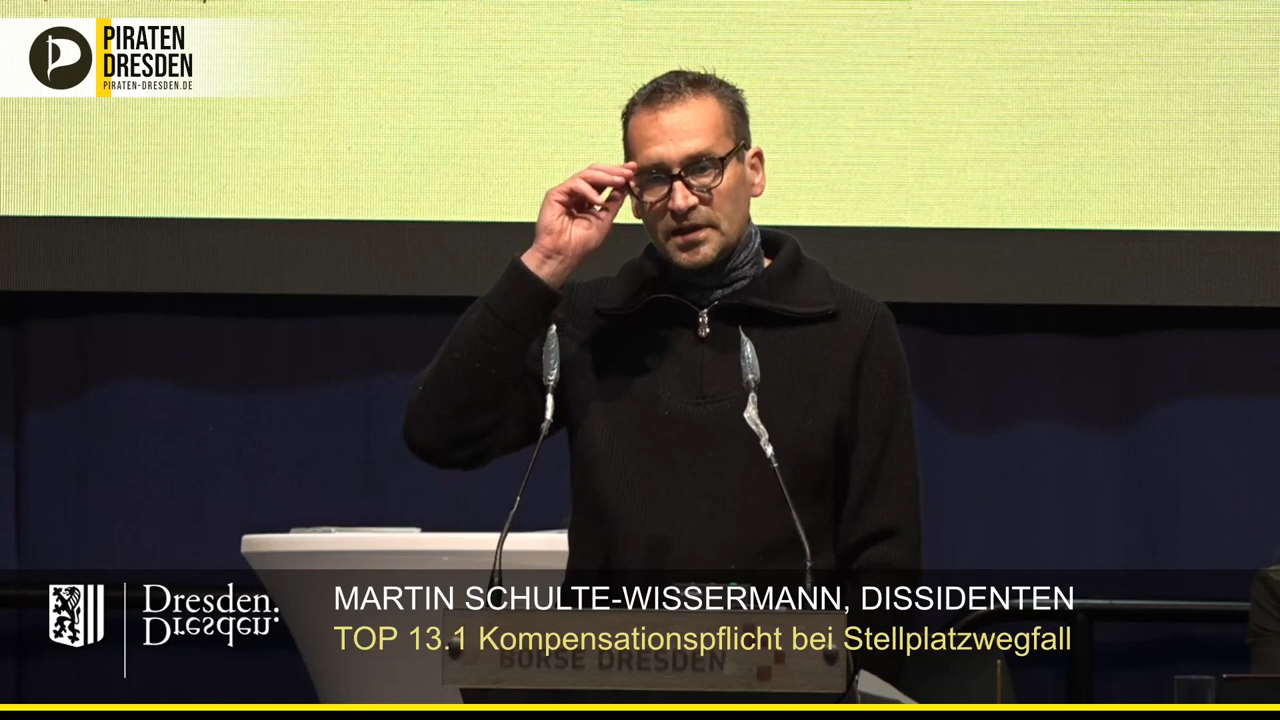 PIRATEN
DRESDEN
PIRATEN-DRESDEN.DE
MARTIN SCHULTE-WISSERMANN, DISSIDENTEN
Dresden.
Dresden.
TOP 13.1 Kompensationspflicht bei Stellplatzwegfall
BÖRSE DRESDEN